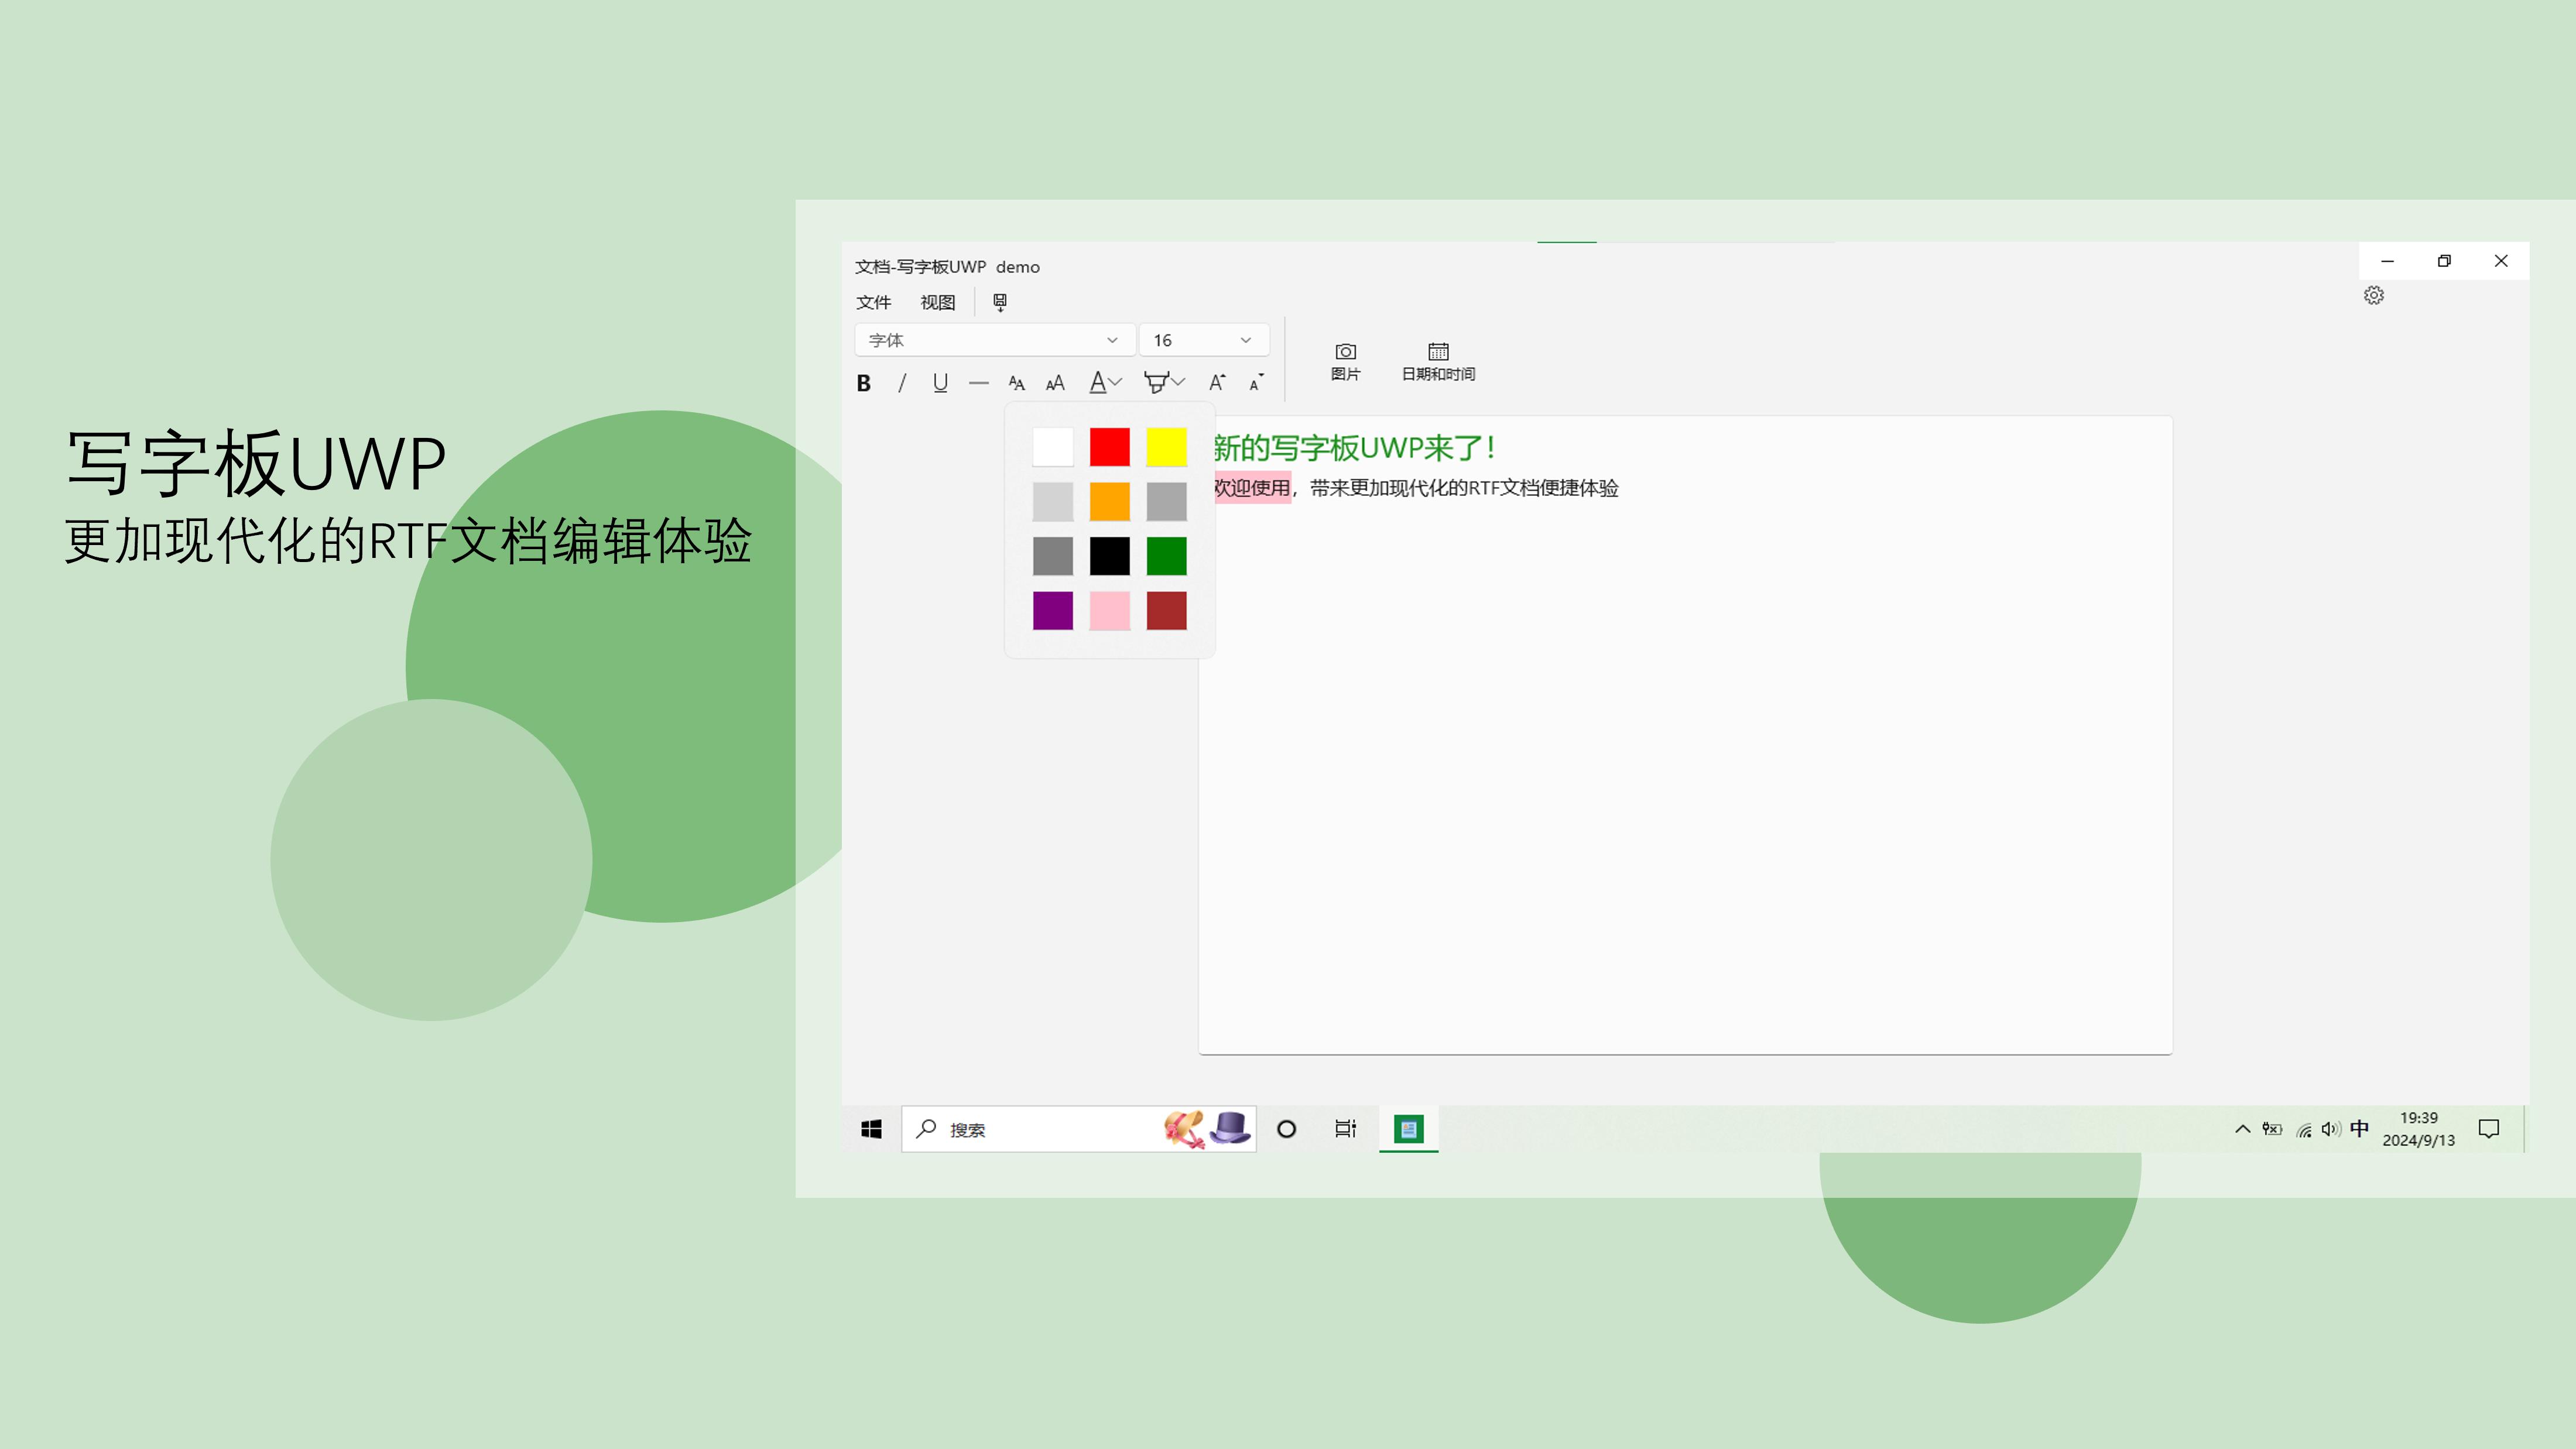 写字板UWP
更加现代化的RTF文档编辑体验
文档-写字板UWP demo
文件 视图
字体 16
B / U
图片 日期和时间
新的写字板UWP来了！
欢迎使用，带来更加现代化的RTF文档便捷体验
搜索
中
19:39
2024/9/13